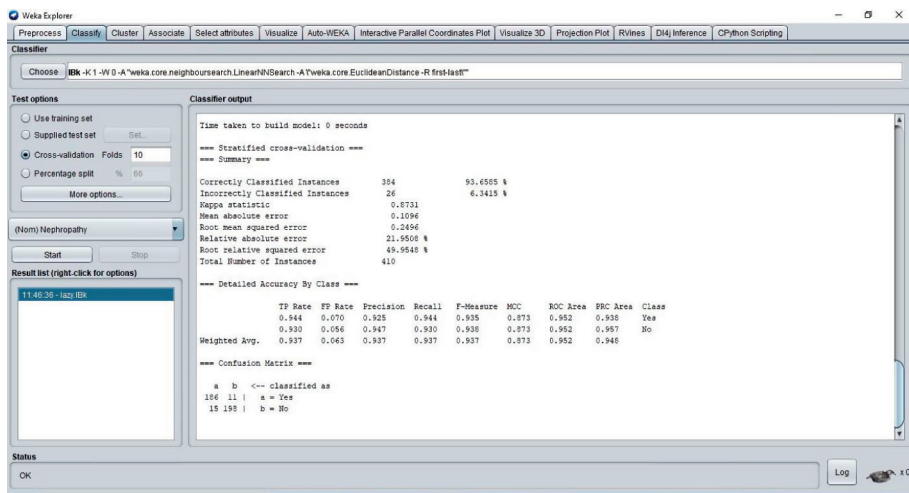 Weka Explorer
Preprocess Classify Cluster Associate Select attributes Visualize Auto-WEKA Interactive Parallel Coordinates Plot Visualize 3D Projection Plot RVines Dl4j Inference CPython Scripting
Classifier
Choose IBk -K 1 -W 0 -A "weka.core.neighboursearch.LinearNNSearch -A \"weka.core.EuclideanDistance -R first-last\""
Test options
Use training set
Supplied test set Set...
Cross-validation Folds 10
Percentage split % 66
More options...
(Nom) Nephropathy
Start Stop
Result list (right-click for options)
11:46:36 - lazy.IBk
Classifier output
Time taken to build model: 0 seconds
=== Stratified cross-validation ===
=== Summary ===
Correctly Classified Instances 384 93.6585 %
Incorrectly Classified Instances 26 6.3415 %
Kappa statistic 0.8731
Mean absolute error 0.1096
Root mean squared error 0.2496
Relative absolute error 21.9508 %
Root relative squared error 49.9548 %
Total Number of Instances 410
=== Detailed Accuracy By Class ===
TP Rate FP Rate Precision Recall F-Measure MCC ROC Area PRC Area Class
0.944 0.070 0.925 0.944 0.935 0.873 0.952 0.938 Yes
0.930 0.056 0.947 0.930 0.938 0.873 0.952 0.957 No
Weighted Avg. 0.937 0.063 0.937 0.937 0.937 0.873 0.952 0.948
=== Confusion Matrix ===
a b <-- classified as
186 11 | a = Yes
15 198 | b = No
Status
OK
Log
x 0